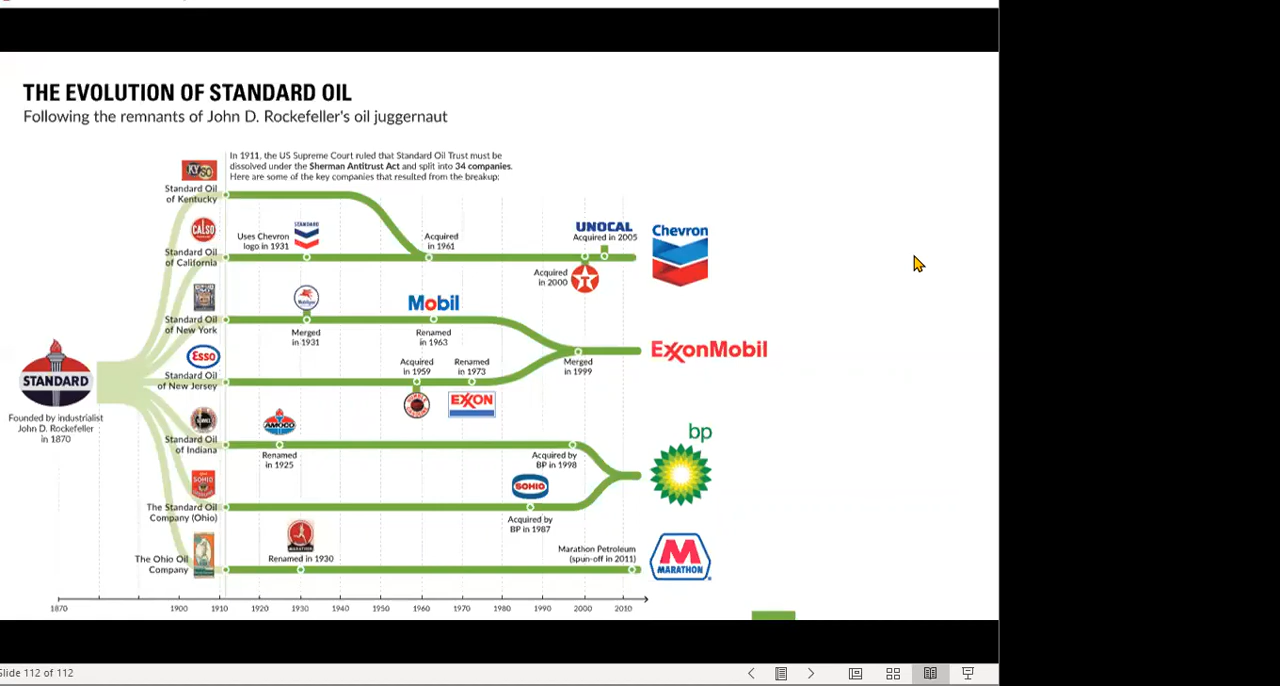 THE EVOLUTION OF STANDARD OIL
Following the remnants of John D. Rockefeller's oil juggernaut
In 1911, the US Supreme Court ruled that Standard Oil Trust must be
dissolved under the Sherman Antitrust Act and split into 34 companies.
Here are some of the key companies that resulted from the breakup:
KYSO
Standard Oil
of Kentucky
CALSO
Standard Oil
of California
Uses Chevron
logo in 1931
STANDARD
Acquired
in 1961
UNOCAL
Acquired in 2005
Acquired
in 2000
T
Chevron
Standard Oil
of New York
Merged
in 1931
Mobil
Renamed
in 1963
Esso
Standard Oil
of New Jersey
Acquired
in 1959
Renamed
in 1973
EXXON
Merged
in 1999
ExxonMobil
STANDARD
Founded by industrialist
John D. Rockefeller
in 1870
Standard Oil
of Indiana
AMOCO
Renamed
in 1925
Acquired by
BP in 1998
bp
SOHIO
The Standard Oil
Company (Ohio)
SOHIO
Acquired by
BP in 1987
The Ohio Oil
Company
MARATHON
Renamed in 1930
Marathon Petroleum
(spun-off in 2011)
M
MARATHON
1870 1900 1910 1920 1930 1940 1950 1960 1970 1980 1990 2000 2010
Slide 112 of 112